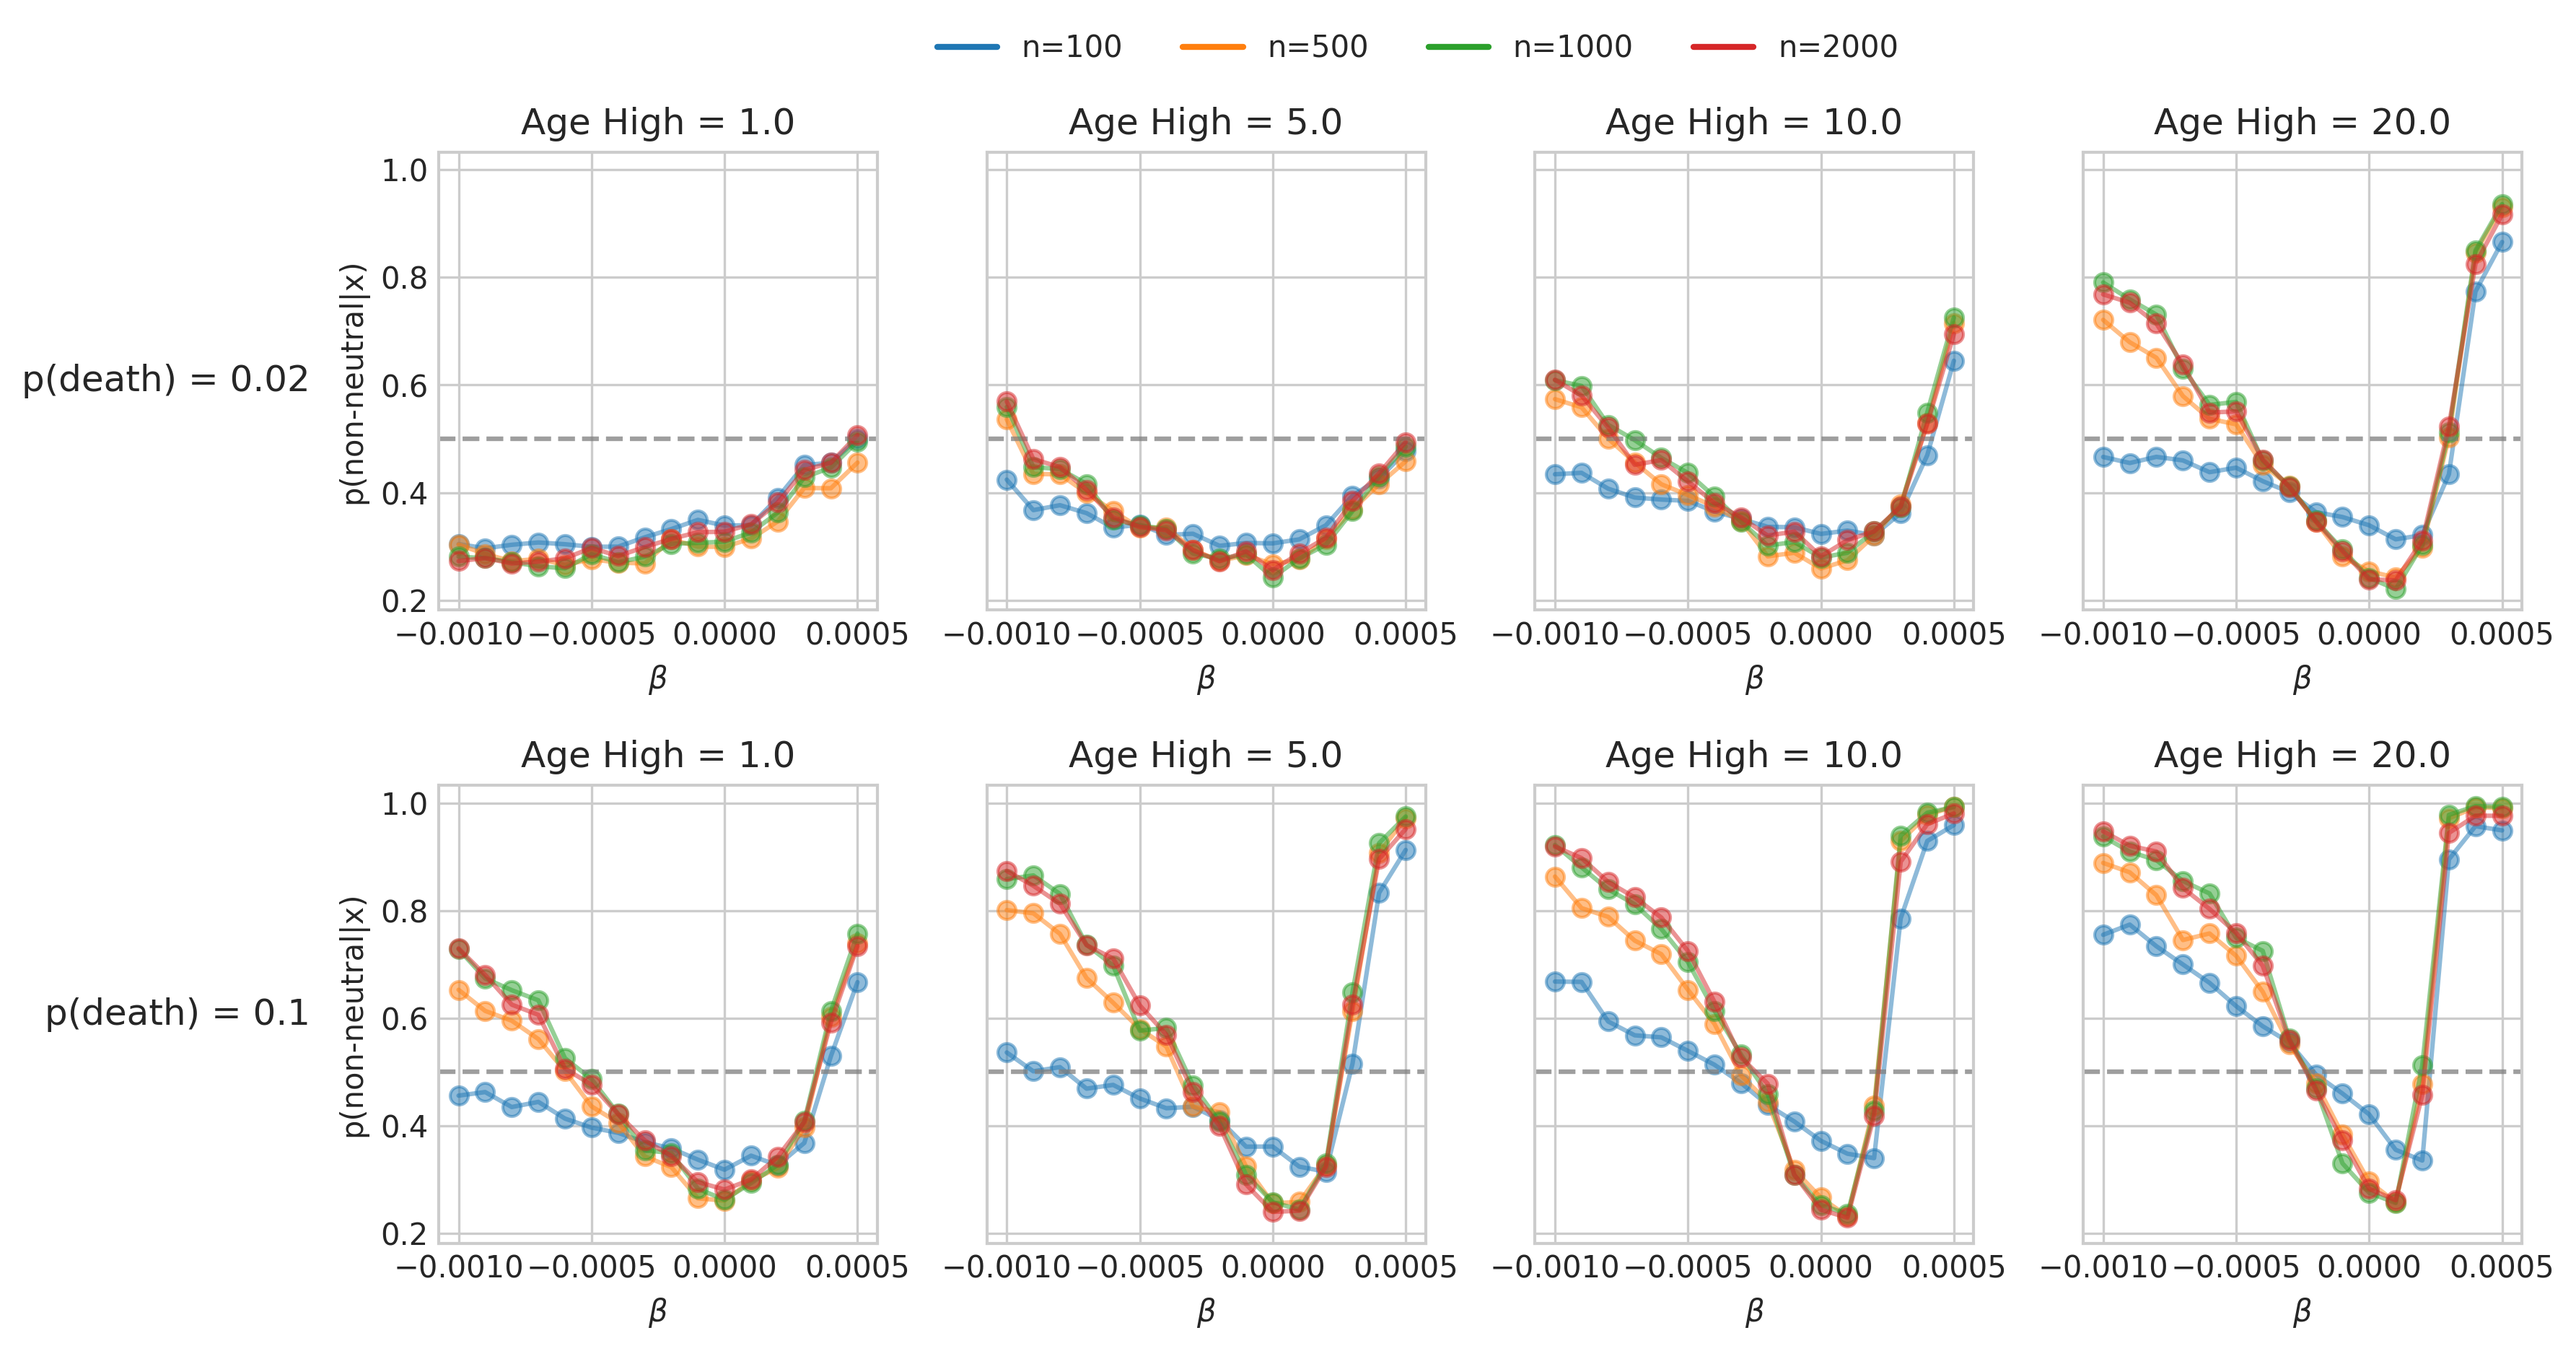 n=100 n=500 n=1000 n=2000
Age High = 1.0 Age High = 5.0 Age High = 10.0 Age High = 20.0
p(death) = 0.02
p(non-neutral|x)
1.0
0.8
0.6
0.4
0.2
−0.0010 −0.0005 0.0000 0.0005 −0.0010 −0.0005 0.0000 0.0005 −0.0010 −0.0005 0.0000 0.0005 −0.0010 −0.0005 0.0000 0.0005
β β β β
Age High = 1.0 Age High = 5.0 Age High = 10.0 Age High = 20.0
p(death) = 0.1
p(non-neutral|x)
1.0
0.8
0.6
0.4
0.2
−0.0010 −0.0005 0.0000 0.0005 −0.0010 −0.0005 0.0000 0.0005 −0.0010 −0.0005 0.0000 0.0005 −0.0010 −0.0005 0.0000 0.0005
β β β β